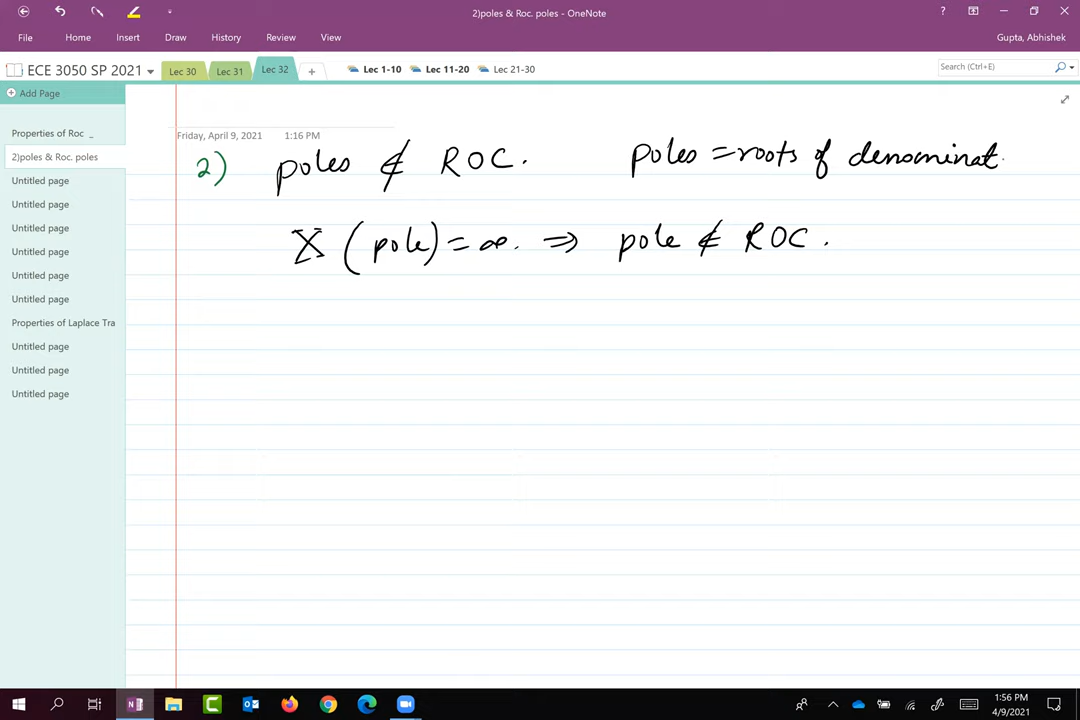 2)poles & Roc. poles - OneNote
?
File Home Insert Draw History Review View
Gupta, Abhishek
ECE 3050 SP 2021
Lec 30
Lec 31
Lec 32
+
Lec 1-10
Lec 11-20
Lec 21-30
Search (Ctrl+E)
Add Page
Properties of Roc _
2)poles & Roc. poles
Untitled page
Untitled page
Untitled page
Untitled page
Untitled page
Untitled page
Properties of Laplace Tra
Untitled page
Untitled page
Untitled page
Friday, April 9, 2021 1:16 PM
2) poles ∉ ROC. poles = roots of denominat
X (pole) = ∞. ⇒ pole ∉ ROC.
1:56 PM
4/9/2021